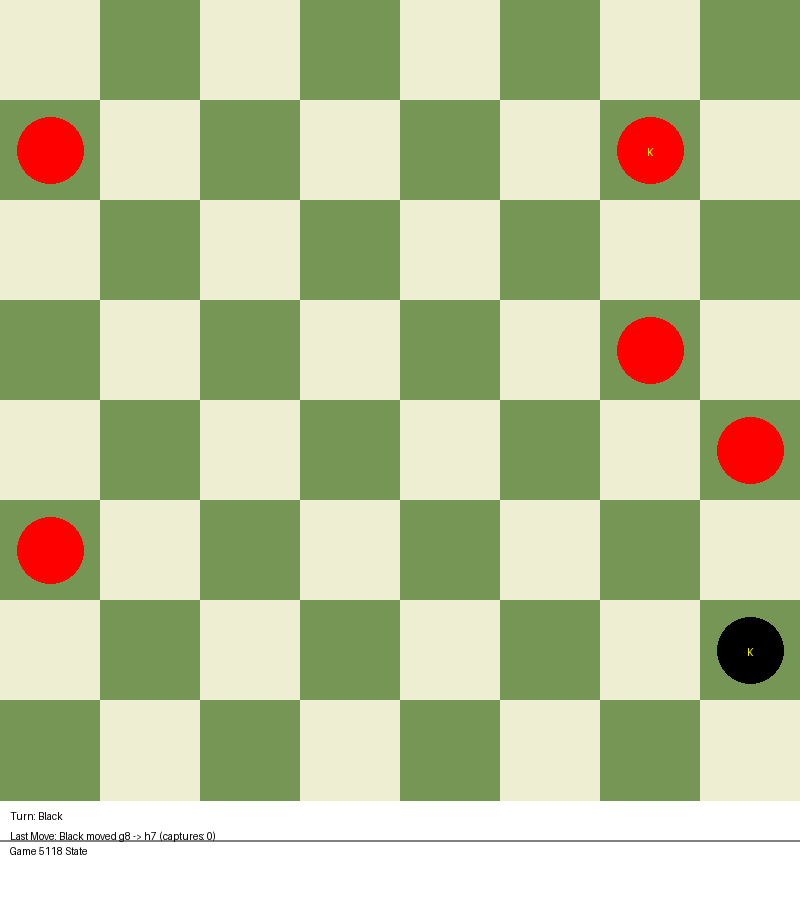 K
K
Turn: Black
Last Move: Black moved g8 -> h7 (captures: 0)
Game 5118 State